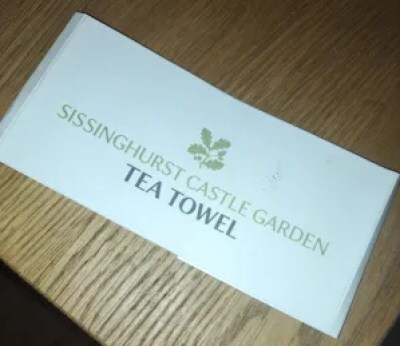 SISSINGHURST CASTLE GARDEN
TEA TOWEL